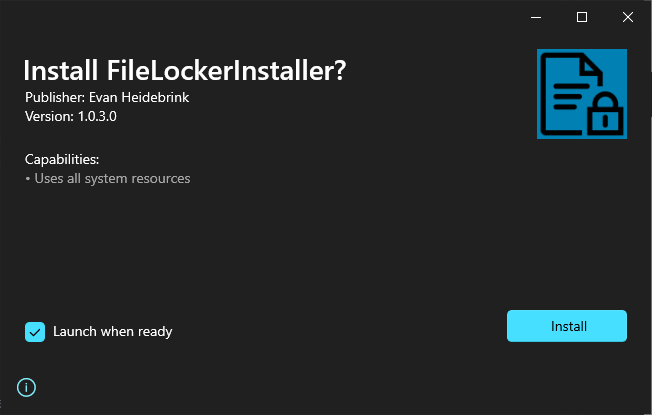 Install FileLockerInstaller?
Publisher: Evan Heidebrink
Version: 1.0.3.0
Capabilities:
• Uses all system resources
Launch when ready
Install